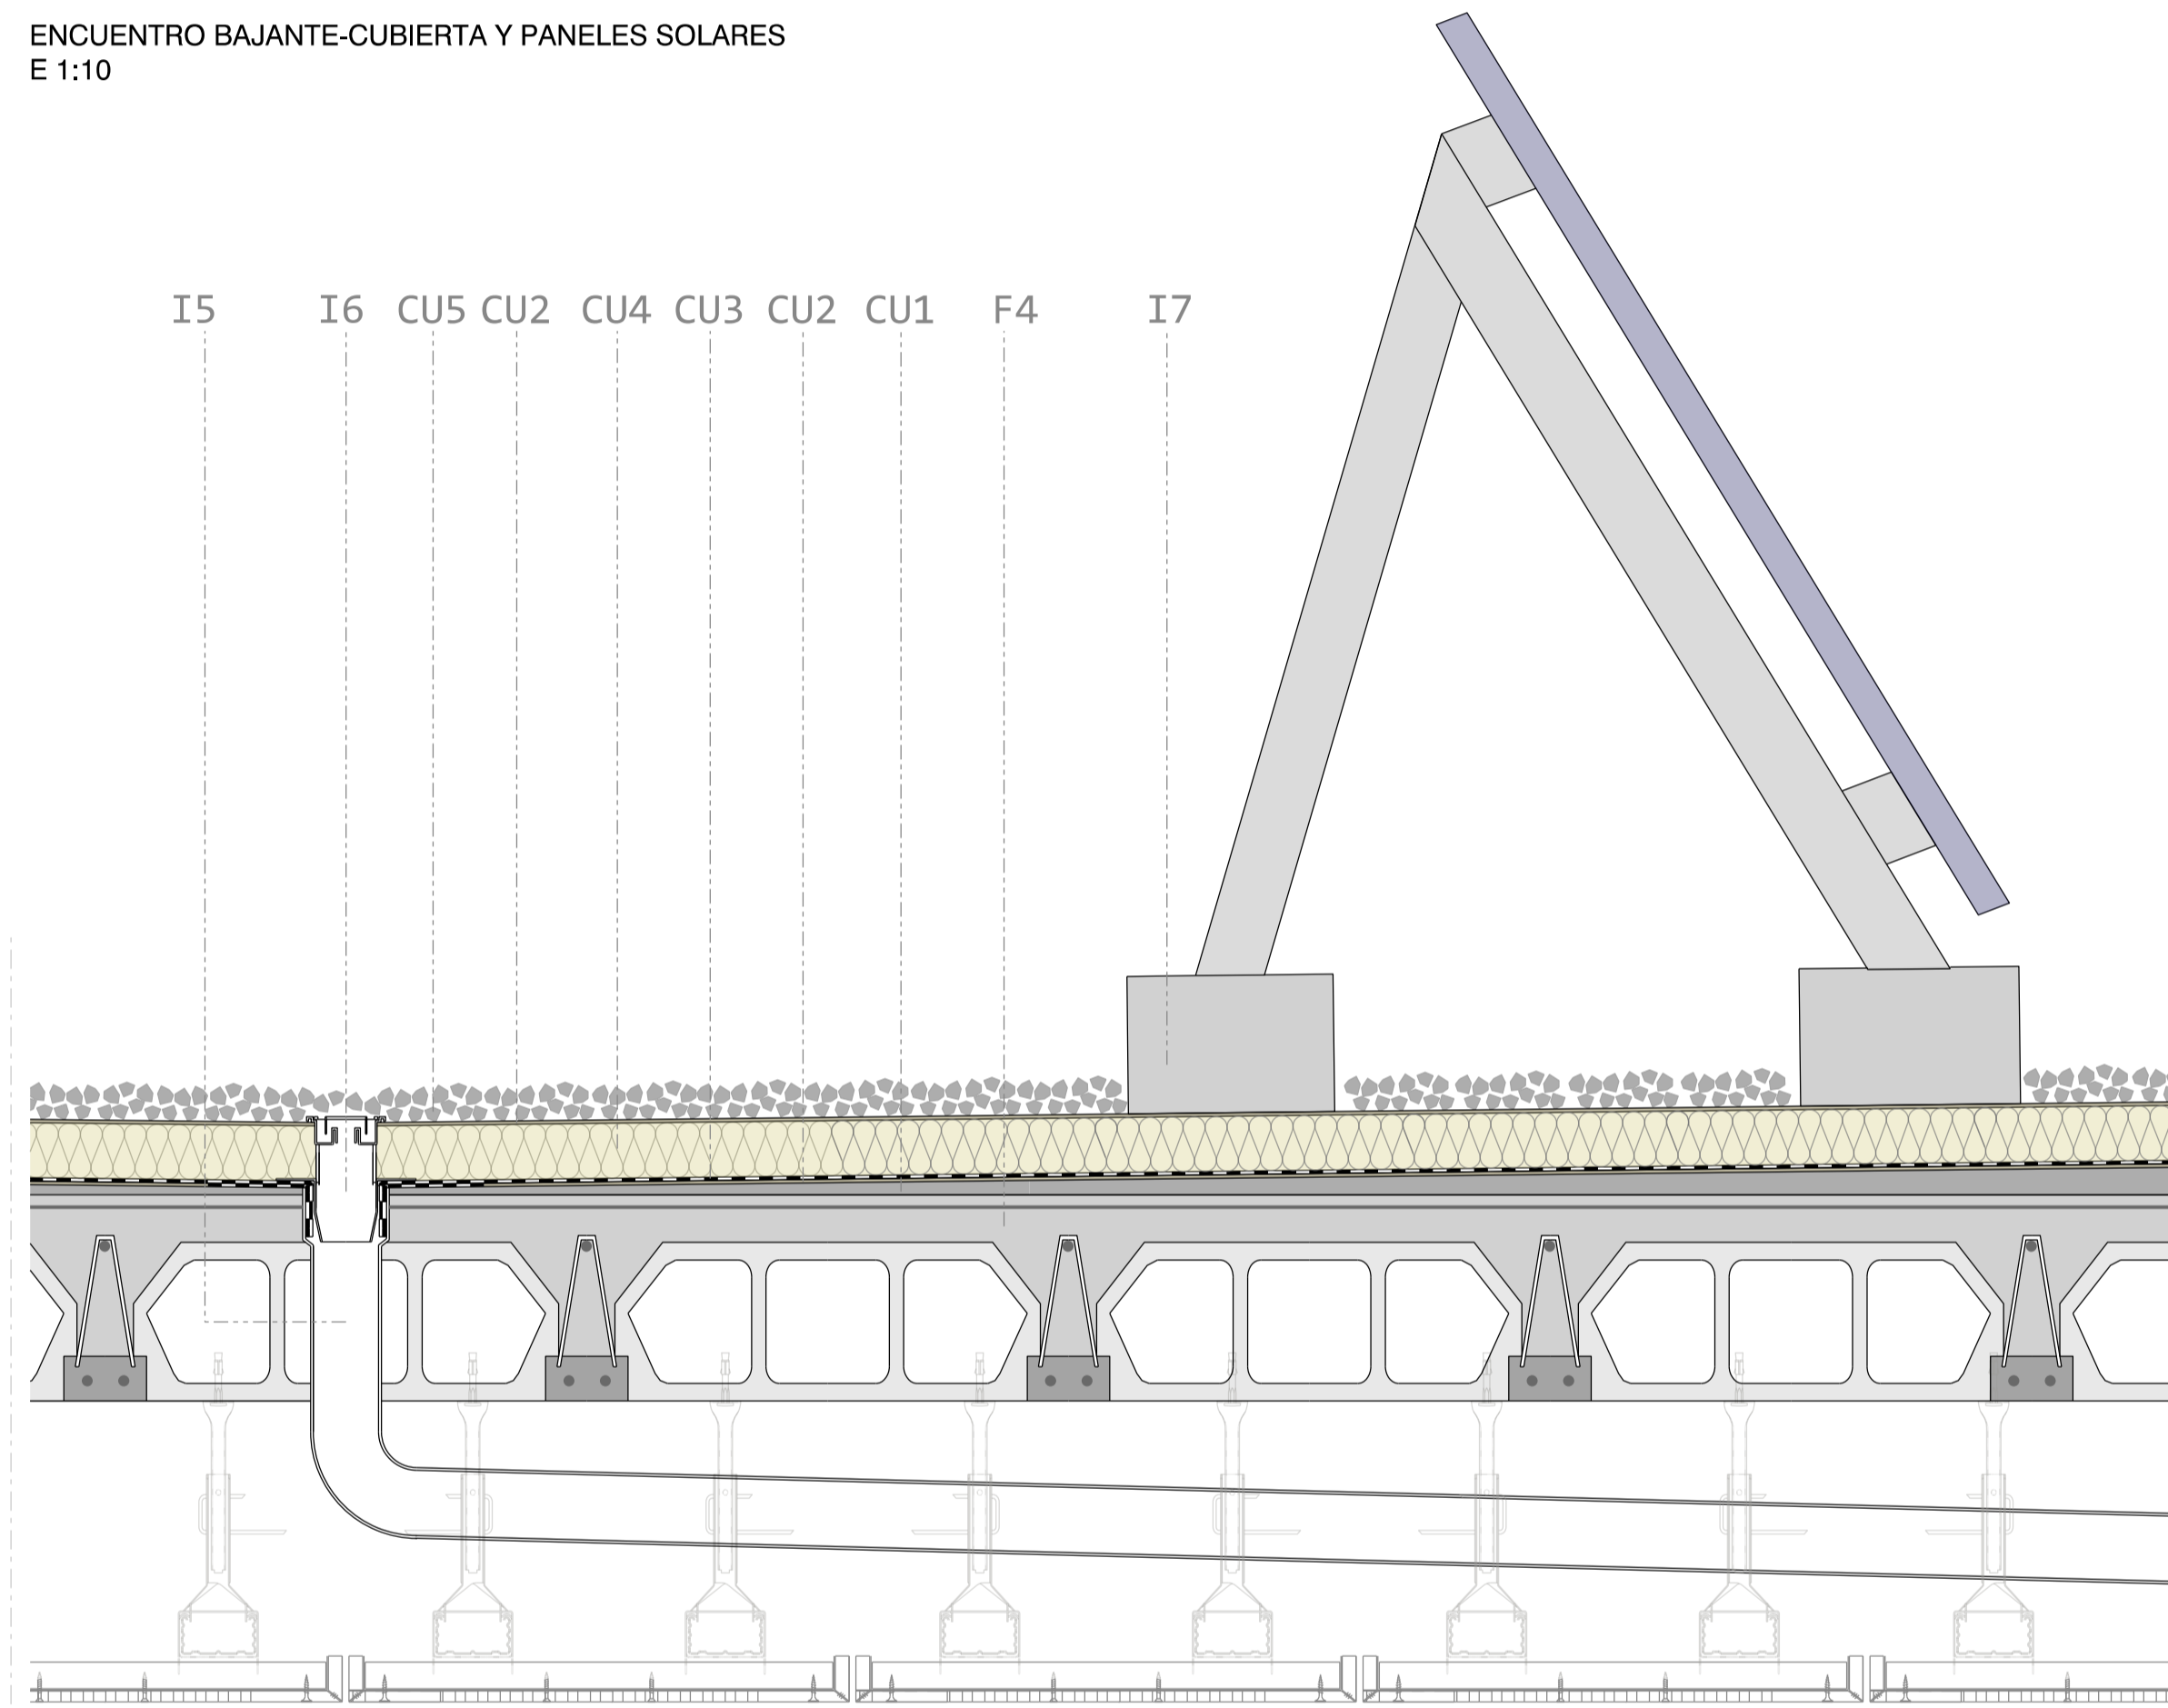 ENCUENTRO BAJANTE-CUBIERTA Y PANELES SOLARES
E 1:10
I5 I6 CU5 CU2 CU4 CU3 CU2 CU1 F4 I7